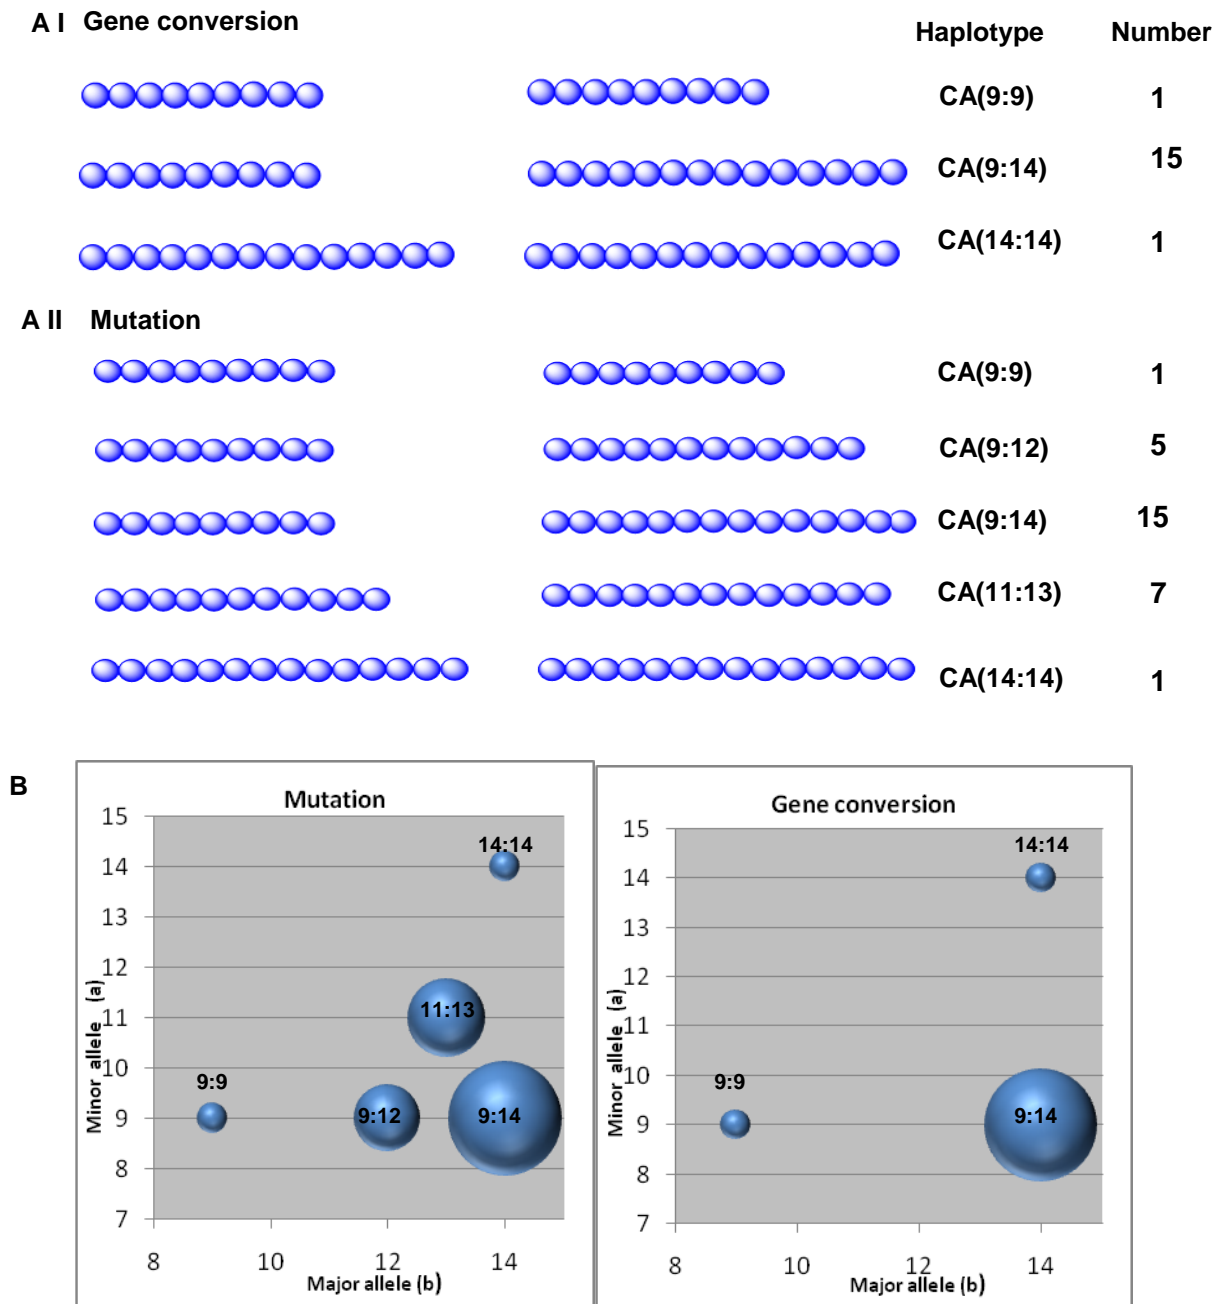 A I Gene conversion
Haplotype Number
CA(9:9) 1
CA(9:14) 15
CA(14:14) 1
A II Mutation
CA(9:9) 1
CA(9:12) 5
CA(9:14) 15
CA(11:13) 7
CA(14:14) 1
B
Mutation
15
14
13
12
11
10
9
8
7
8 10 12 14
Minor allele (a)
Major allele (b)
14:14
11:13
9:9
9:12 9:14
Gene conversion
15
14
13
12
11
10
9
8
7
8 10 12 14
Minor allele (a)
Major allele (b)
14:14
9:9
9:14